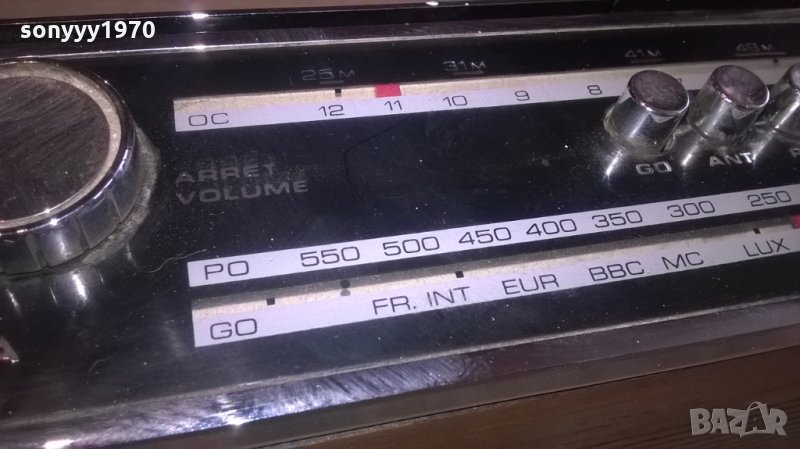 sonyyy1970
25M 31M 41M 49M
OC 12 11 10 9 8
ARRET
VOLUME
GO ANT
PO 550 500 450 400 350 300 250
GO FR. INT EUR BBC MC LUX
A
BAZAR